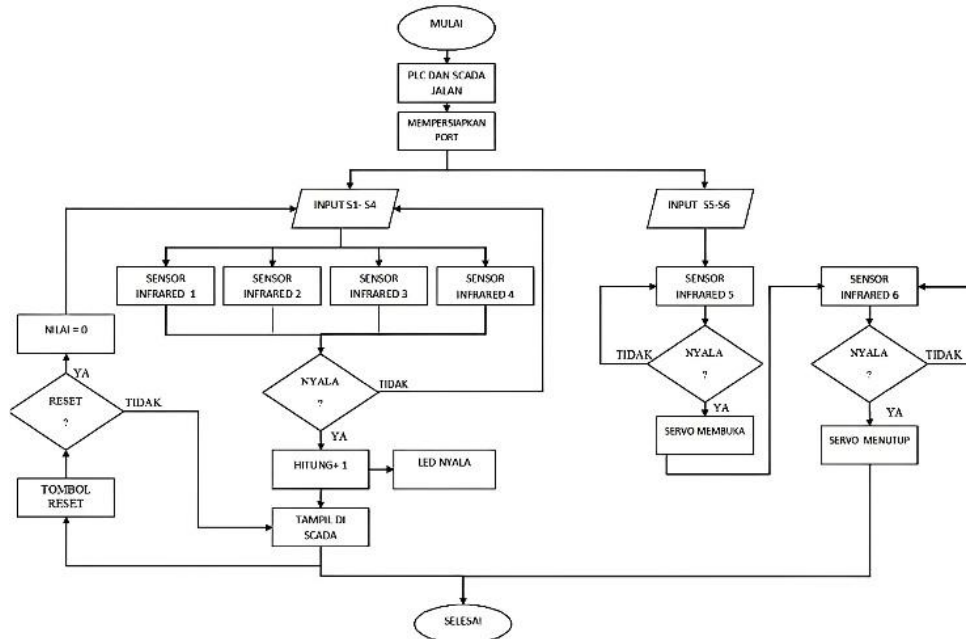 MULAI
PLC DAN SCADA
JALAN
MEMPERSIAPKAN
PORT
INPUT S1- S4
INPUT S5-S6
SENSOR
INFRARED 1
SENSOR
INFRARED 2
SENSOR
INFRARED 3
SENSOR
INFRARED 4
SENSOR
INFRARED 5
SENSOR
INFRARED 6
NILAI = 0
YA
RESET
?
TIDAK
NYALA
?
TIDAK
YA
TIDAK
NYALA
?
YA
NYALA
?
TIDAK
YA
SERVO MEMBUKA
SERVO MENUTUP
HITUNG+ 1
LED NYALA
TOMBOL
RESET
TAMPIL DI
SCADA
SELESAI